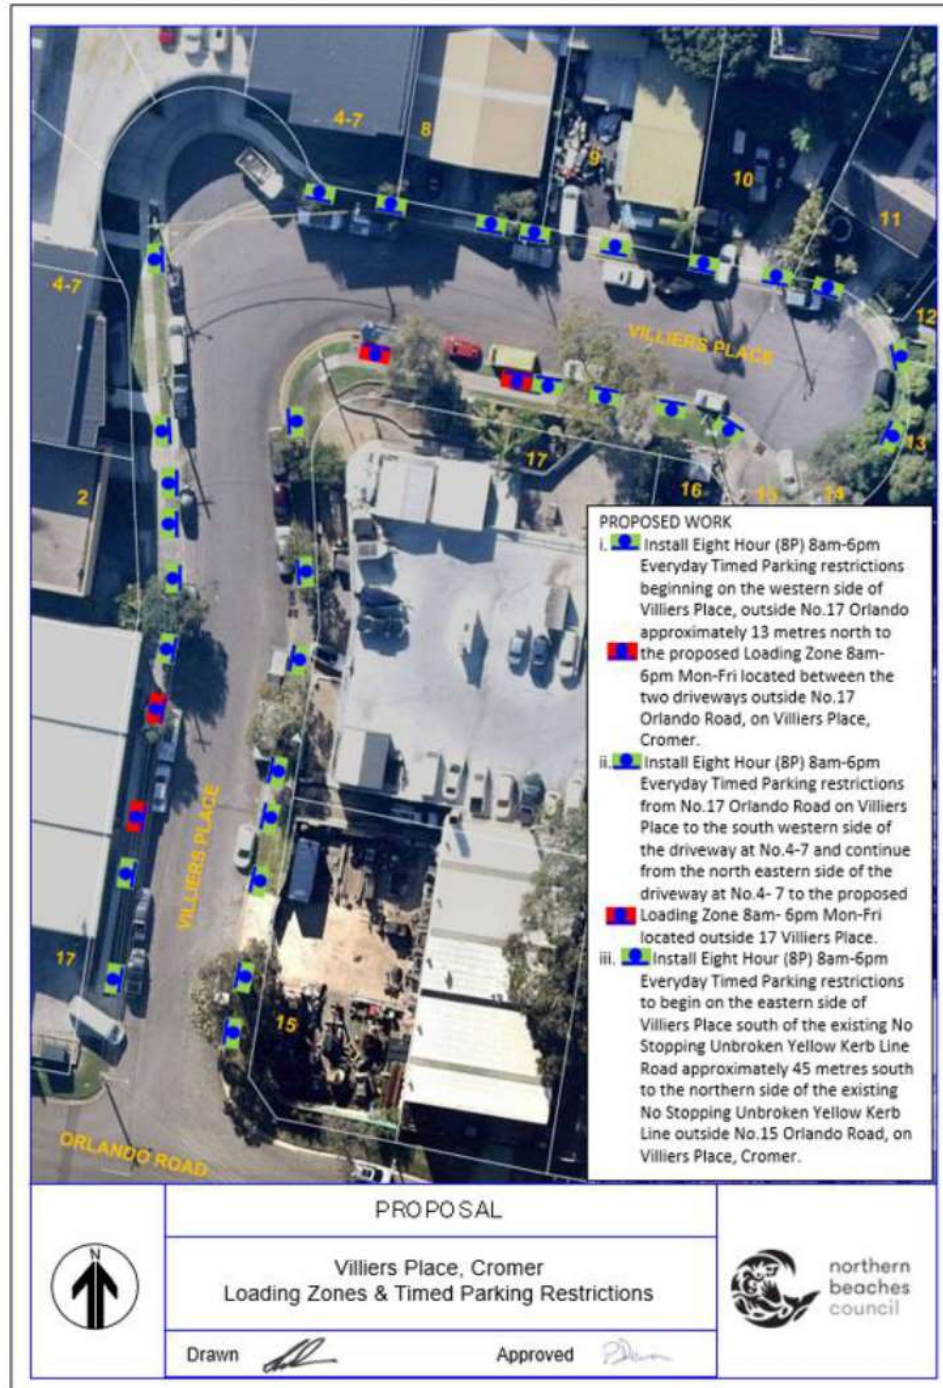 4-7
8
9
10
11
12
4-7
VILLIERS PLACE
13
17
2
16
15
14
PROPOSED WORK
i. Install Eight Hour (8P) 8am-6pm
Everyday Timed Parking restrictions
beginning on the western side of
Villiers Place, outside No.17 Orlando
approximately 13 metres north to
the proposed Loading Zone 8am-
6pm Mon-Fri located between the
two driveways outside No.17
Orlando Road, on Villiers Place,
Cromer.
ii. Install Eight Hour (8P) 8am-6pm
Everyday Timed Parking restrictions
from No.17 Orlando Road on Villiers
Place to the south western side of
the driveway at No.4-7 and continue
from the north eastern side of the
driveway at No.4- 7 to the proposed
Loading Zone 8am- 6pm Mon-Fri
located outside 17 Villiers Place.
iii. Install Eight Hour (8P) 8am-6pm
Everyday Timed Parking restrictions
to begin on the eastern side of
Villiers Place south of the existing No
Stopping Unbroken Yellow Kerb Line
Road approximately 45 metres south
to the northern side of the existing
No Stopping Unbroken Yellow Kerb
Line outside No.15 Orlando Road, on
Villiers Place, Cromer.
VILLIERS PLACE
17
15
ORLANDO ROAD
N
PROPOSAL
Villiers Place, Cromer
Loading Zones & Timed Parking Restrictions
Drawn
Approved
northern
beaches
council